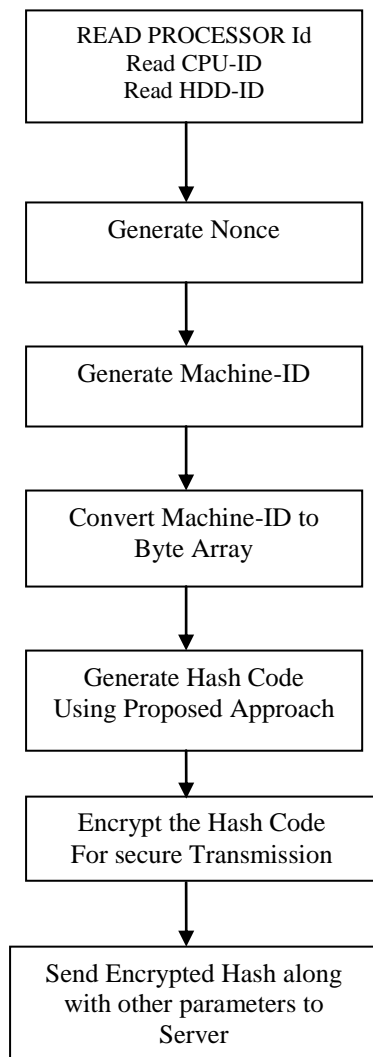 READ PROCESSOR Id
Read CPU-ID
Read HDD-ID
Generate Nonce
Generate Machine-ID
Convert Machine-ID to
Byte Array
Generate Hash Code
Using Proposed Approach
Encrypt the Hash Code
For secure Transmission
Send Encrypted Hash along
with other parameters to
Server